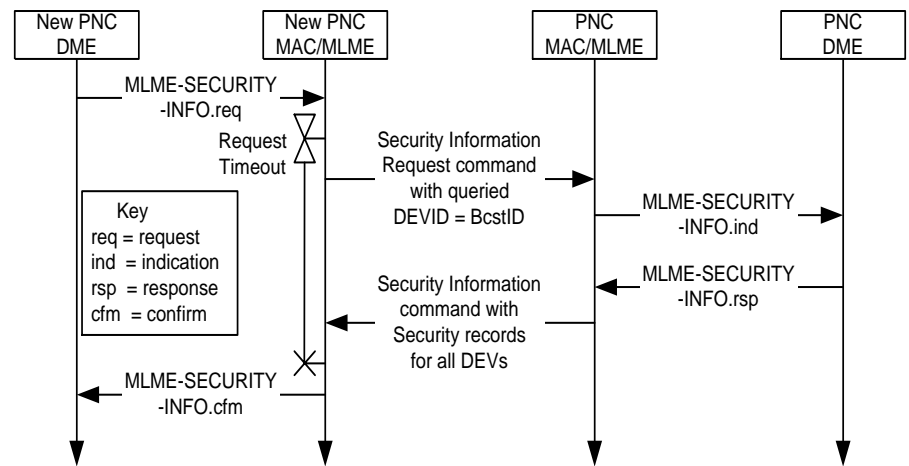 New PNC
DME
New PNC
MAC/MLME
PNC
MAC/MLME
PNC
DME
MLME-SECURITY
-INFO.req
Request
Timeout
Security Information
Request command
with queried
DEVID = BcstID
MLME-SECURITY
-INFO.ind
Key
req = request
ind = indication
rsp = response
cfm = confirm
MLME-SECURITY
-INFO.rsp
Security Information
command with
Security records
for all DEVs
MLME-SECURITY
-INFO.cfm